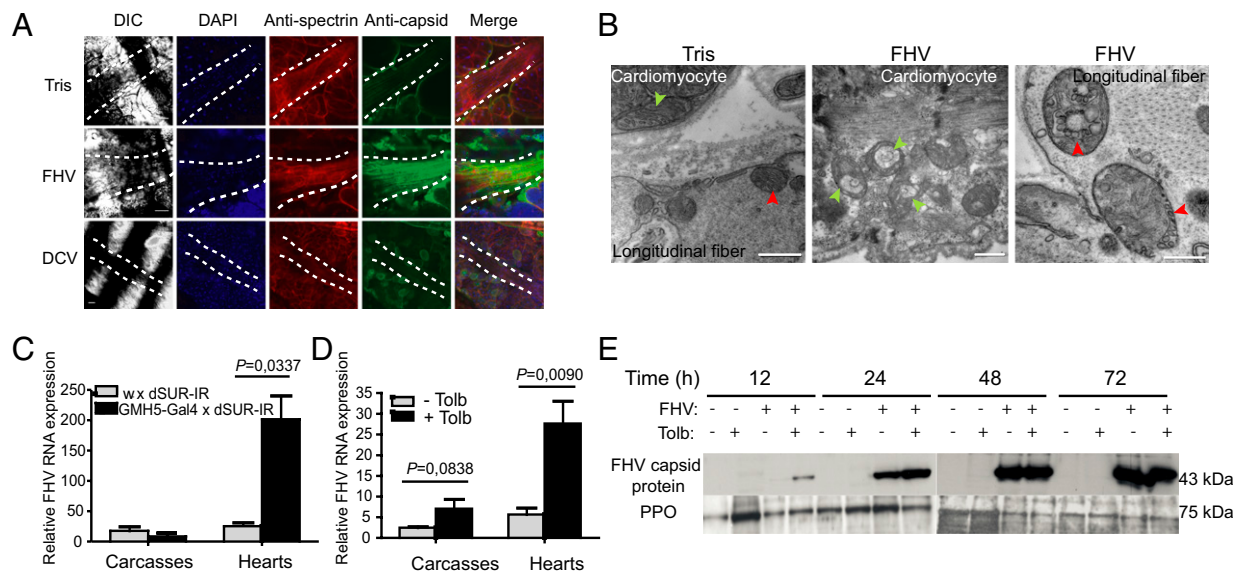 A
DIC DAPI Anti-spectrin Anti-capsid Merge
Tris
FHV
DCV
B
Tris FHV FHV
Cardiomyocyte Cardiomyocyte Longitudinal fiber
Longitudinal fiber
C
Relative FHV RNA expression
250
200
150
100
50
0
P=0,0337
w x dSUR-IR
GMH5-Gal4 x dSUR-IR
Carcasses Hearts
D
Relative FHV RNA expression
35
30
25
20
15
10
5
0
P=0,0090
- Tolb
+ Tolb
P=0,0838
Carcasses Hearts
E
Time (h) 12 24 48 72
FHV: - - + + - - + + - - + + - - + +
Tolb: - + - + - + - + - + - + - + - +
FHV capsid
protein
43 kDa
PPO 75 kDa